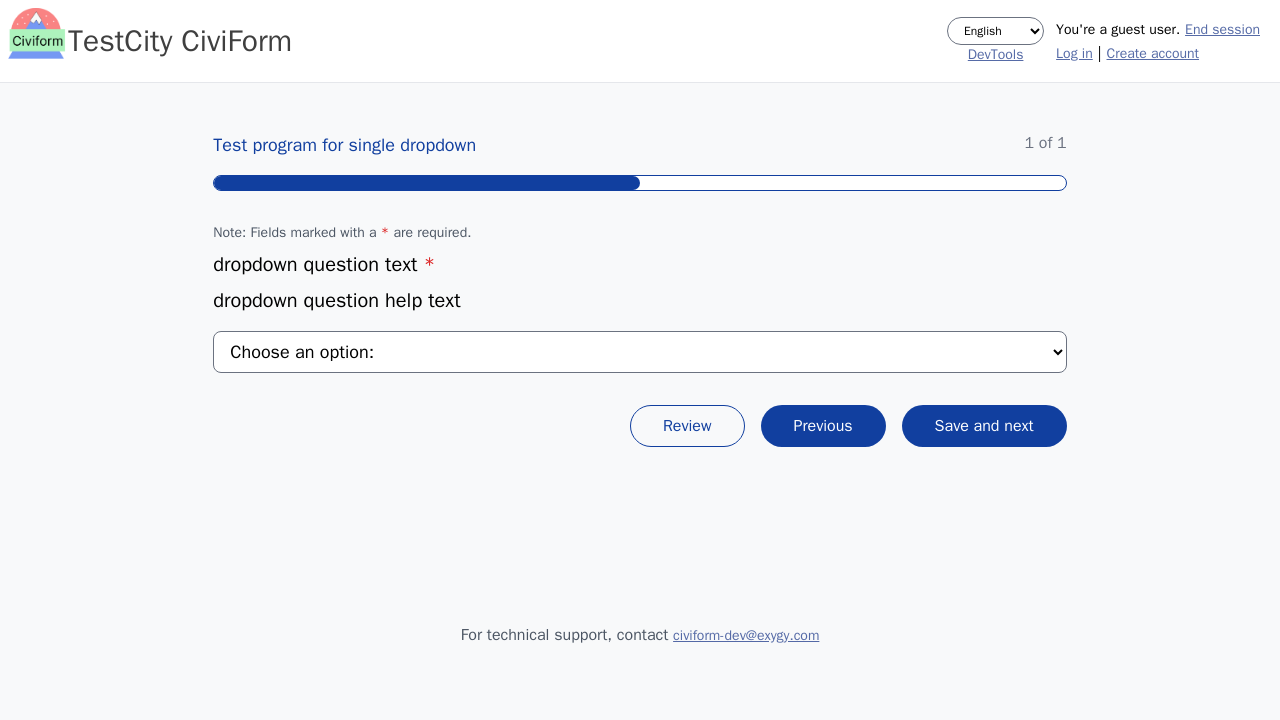 Civiform
TestCity CiviForm
English
DevTools
You're a guest user. End session
Log in | Create account
Test program for single dropdown
1 of 1
Note: Fields marked with a * are required.
dropdown question text *
dropdown question help text
Choose an option:
Review
Previous
Save and next
For technical support, contact civiform-dev@exygy.com